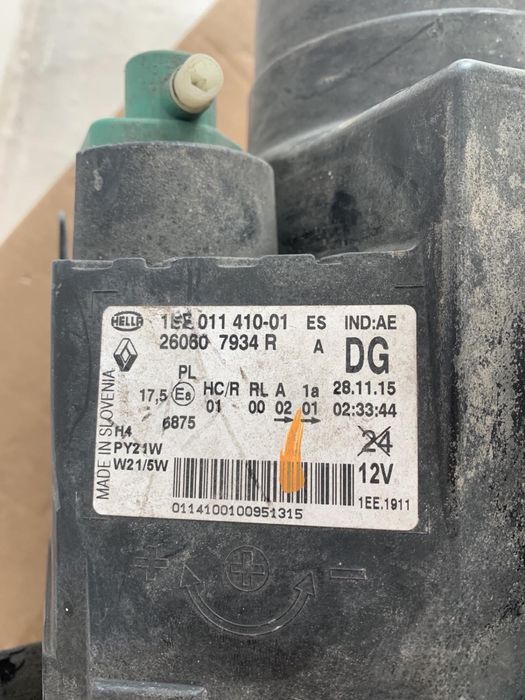 HELLA 1EE 011 410-01 ES IND:AE
26060 7934 R A DG
PL
17,5 E8 HC/R RL A 1a 28.11.15
6875 01 00 02 01 02:33:44
H4
PY21W
W21/5W
24
12V
MADE IN SLOVENIA
0114100100951315
1EE.1911
+ -